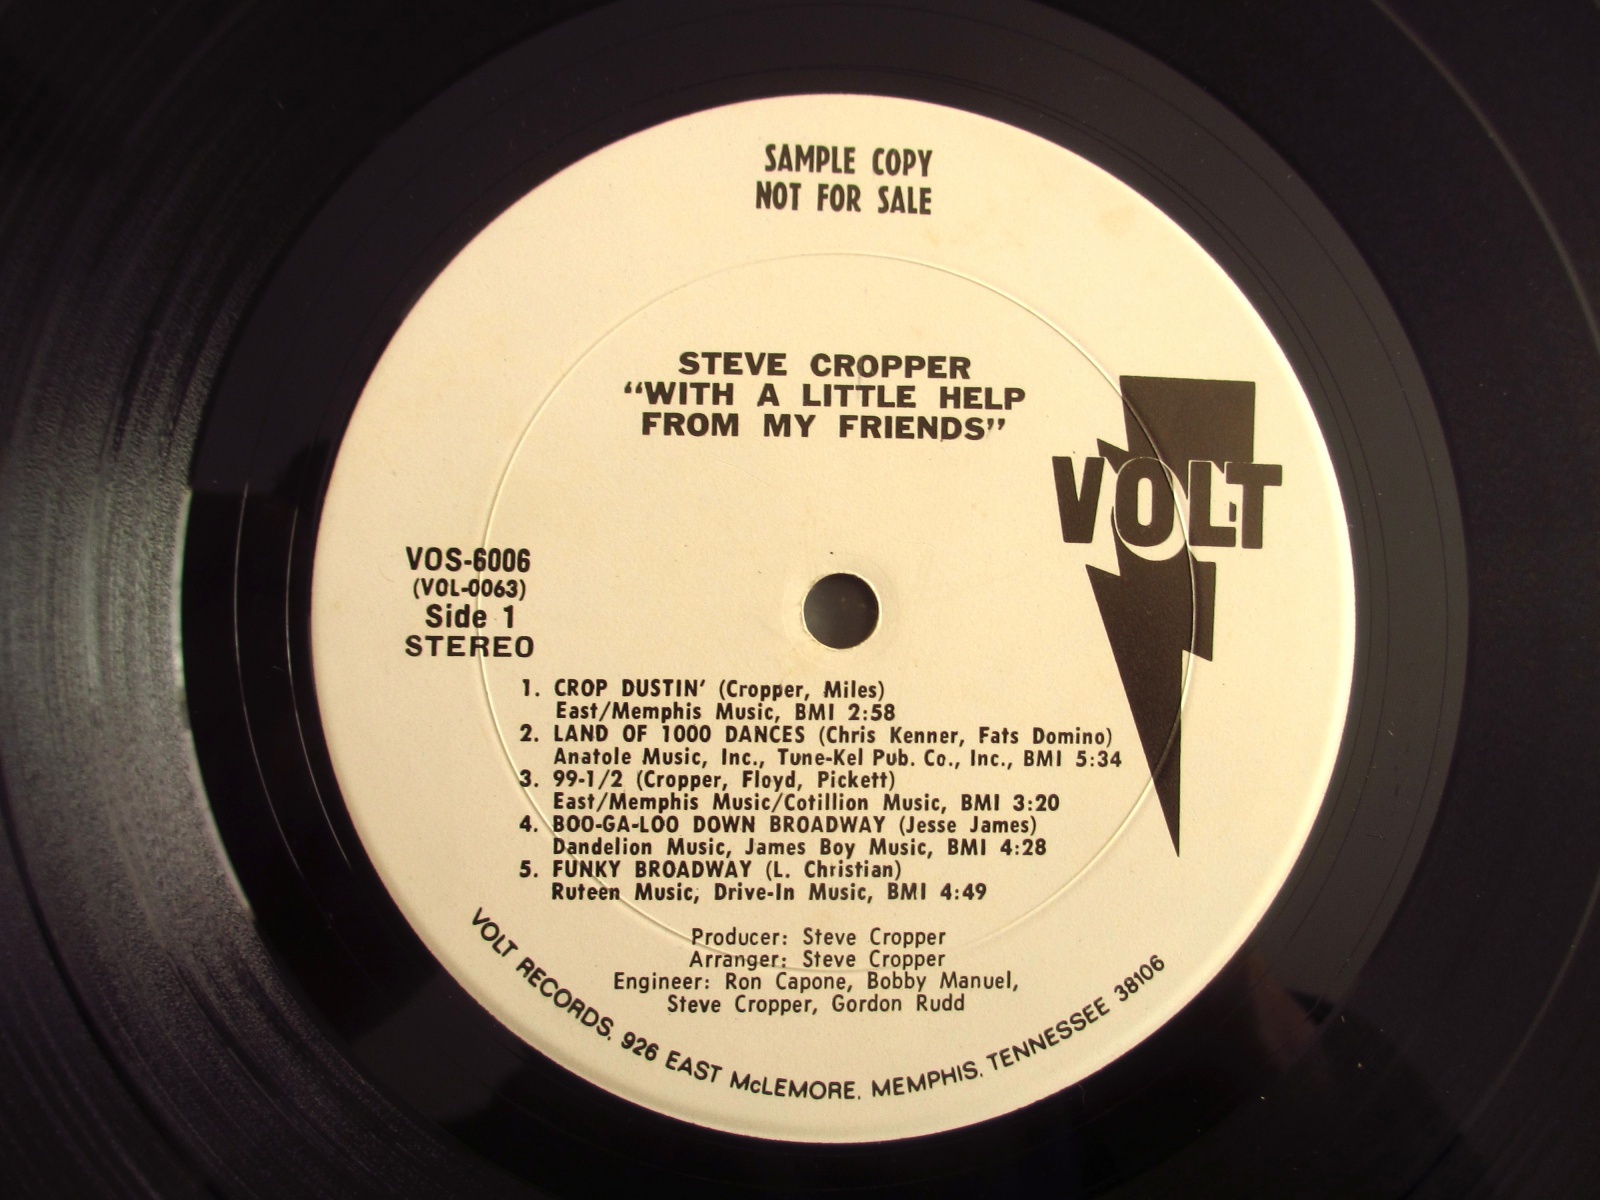 SAMPLE COPY
NOT FOR SALE
STEVE CROPPER
“WITH A LITTLE HELP
FROM MY FRIENDS”
VOLT
VOS-6006
(VOL-0063)
Side 1
STEREO
1. CROP DUSTIN’ (Cropper, Miles)
East/Memphis Music, BMI 2:58
2. LAND OF 1000 DANCES (Chris Kenner, Fats Domino)
Anatole Music, Inc., Tune-Kel Pub. Co., Inc., BMI 5:34
3. 99-1/2 (Cropper, Floyd, Pickett)
East/Memphis Music/Cotillion Music, BMI 3:20
4. BOO-GA-LOO DOWN BROADWAY (Jesse James)
Dandelion Music, James Boy Music, BMI 4:28
5. FUNKY BROADWAY (L. Christian)
Ruteen Music, Drive-In Music, BMI 4:49
Producer: Steve Cropper
Arranger: Steve Cropper
Engineer: Ron Capone, Bobby Manuel,
Steve Cropper, Gordon Rudd
VOLT RECORDS, 926 EAST McLEMORE, MEMPHIS, TENNESSEE 38106